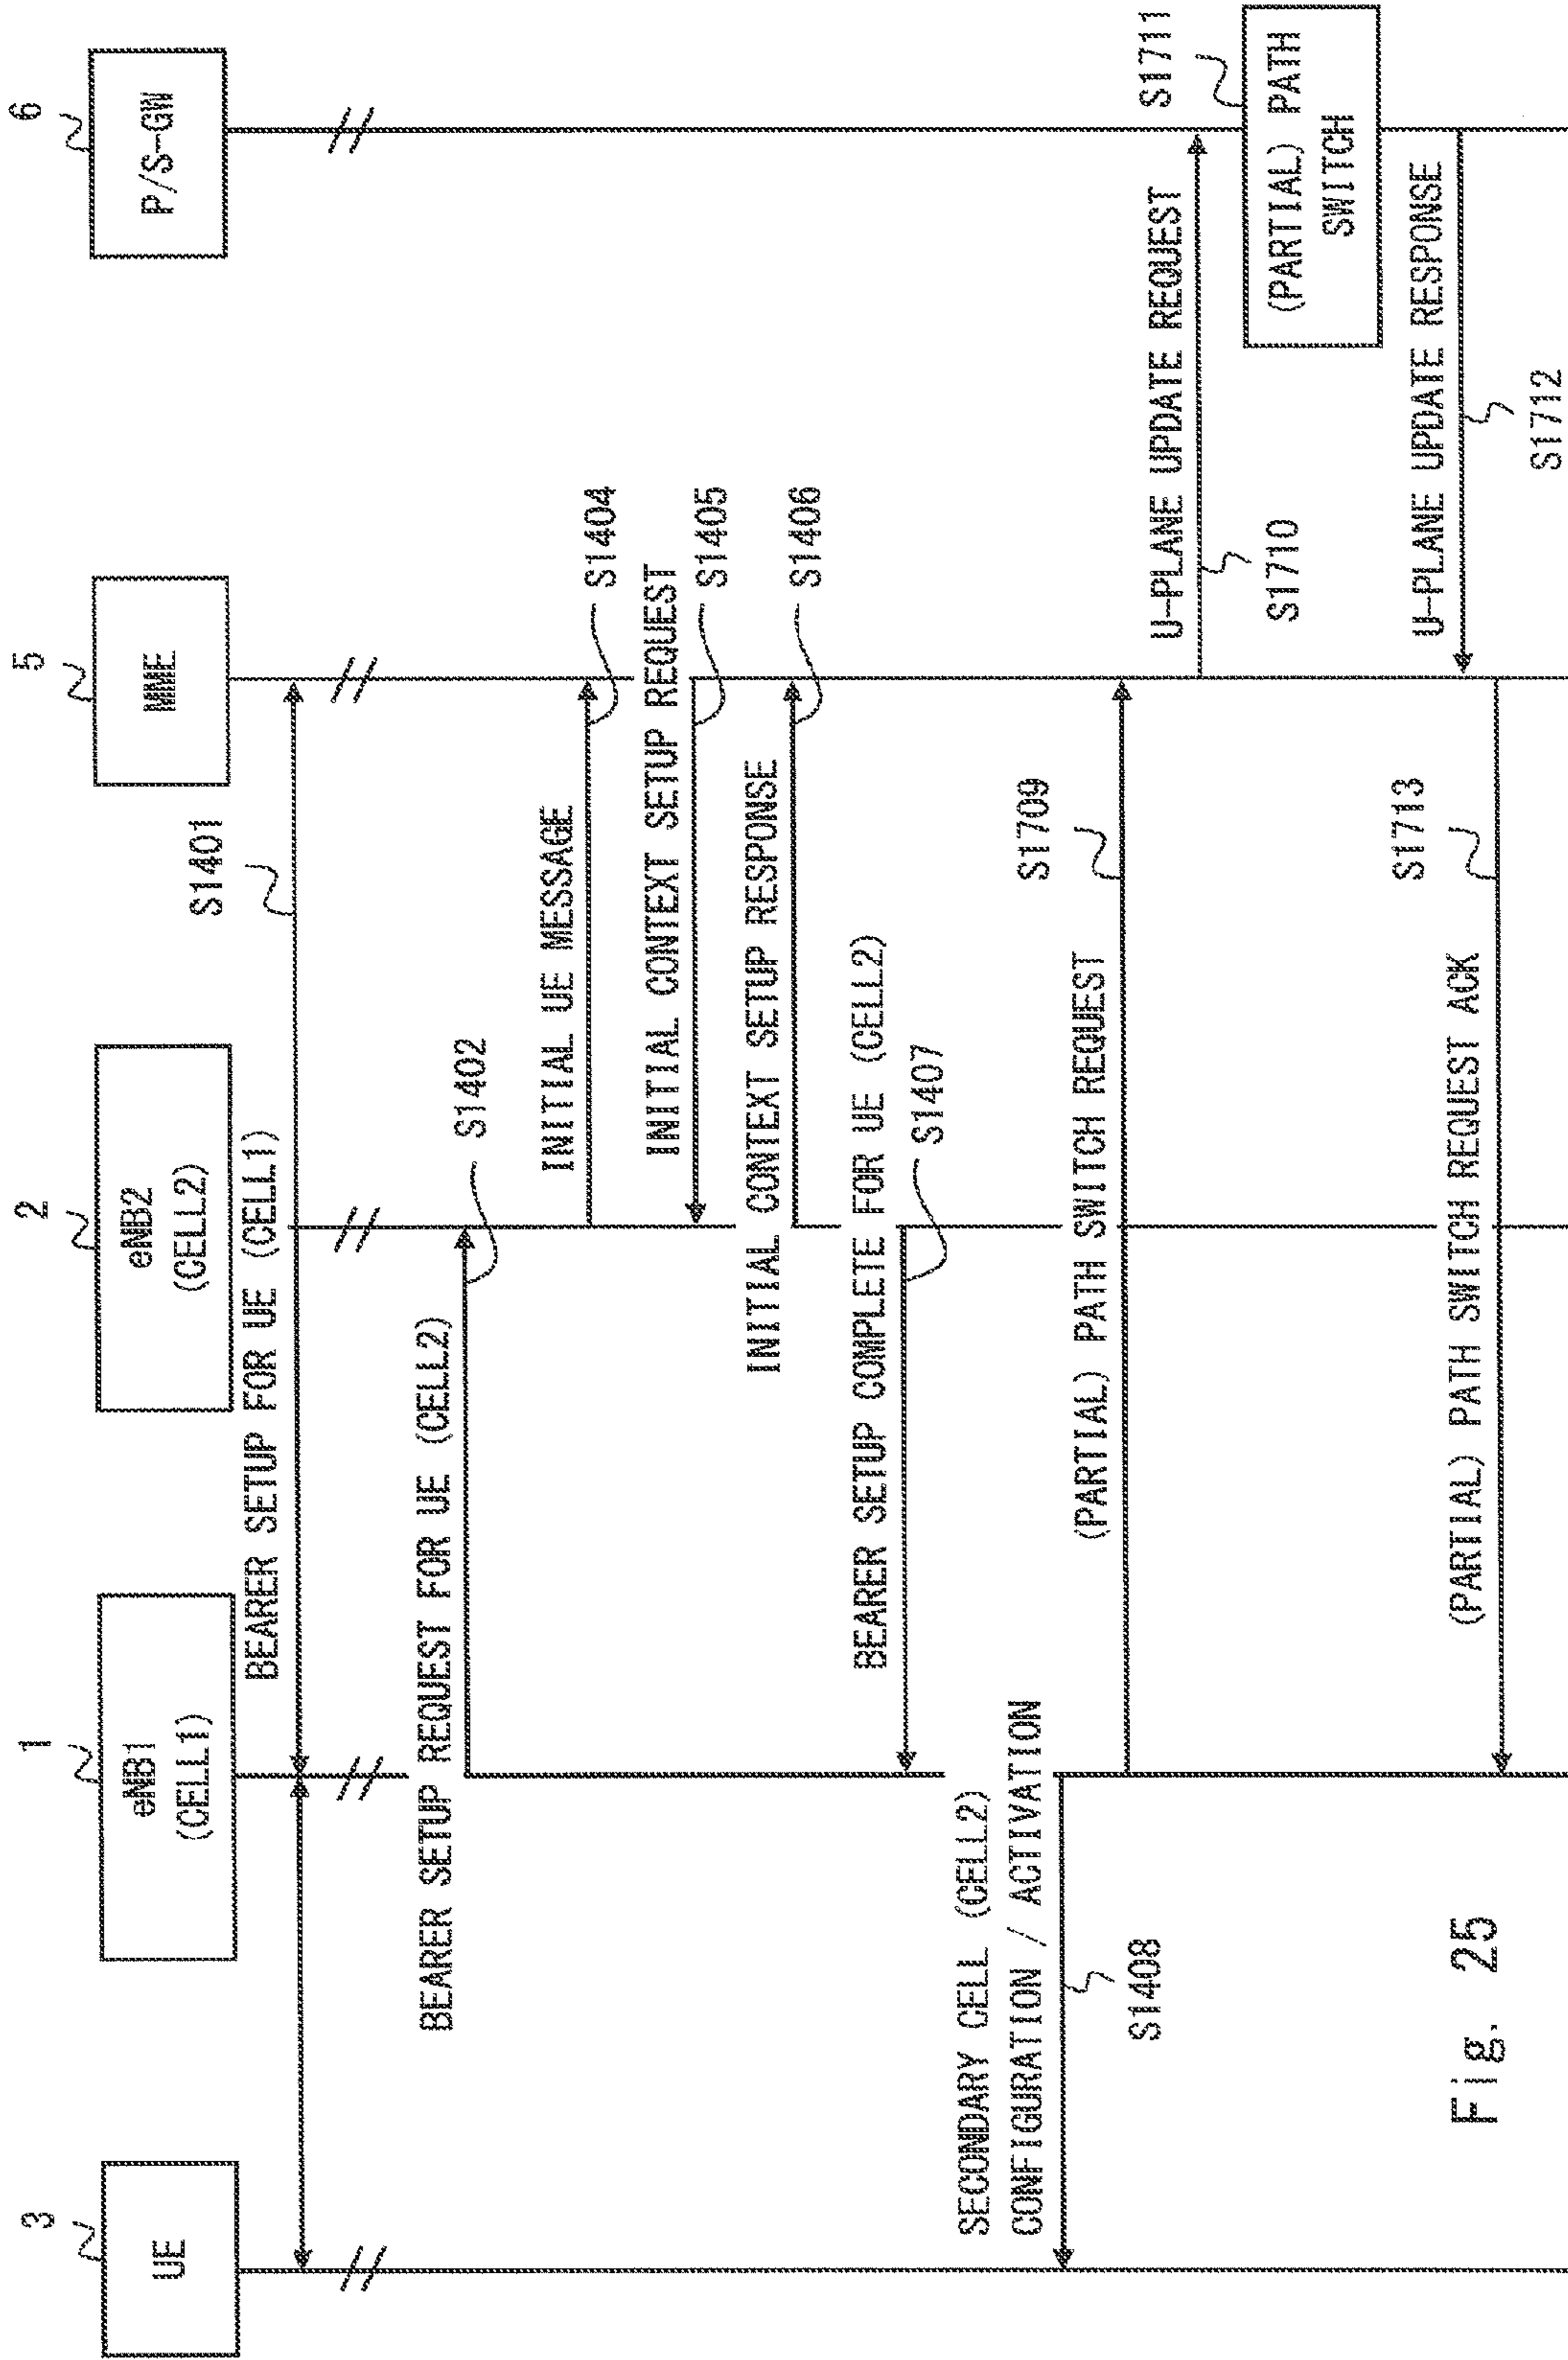 3
UE
1
eNB1
(CELL1)
2
eNB2
(CELL2)
5
MME
6
P/S-GW
BEARER SETUP FOR UE (CELL1)
S1401
BEARER SETUP REQUEST FOR UE (CELL2)
S1402
INITIAL UE MESSAGE
S1404
INITIAL CONTEXT SETUP REQUEST
S1405
INITIAL CONTEXT SETUP RESPONSE
S1406
BEARER SETUP COMPLETE FOR UE (CELL2)
S1407
SECONDARY CELL (CELL2)
CONFIGURATION / ACTIVATION
S1408
(PARTIAL) PATH SWITCH REQUEST
S1709
U-PLANE UPDATE REQUEST
S1710
S1711
(PARTIAL) PATH
SWITCH
U-PLANE UPDATE RESPONSE
S1712
(PARTIAL) PATH SWITCH REQUEST ACK
S1713
Fig. 25